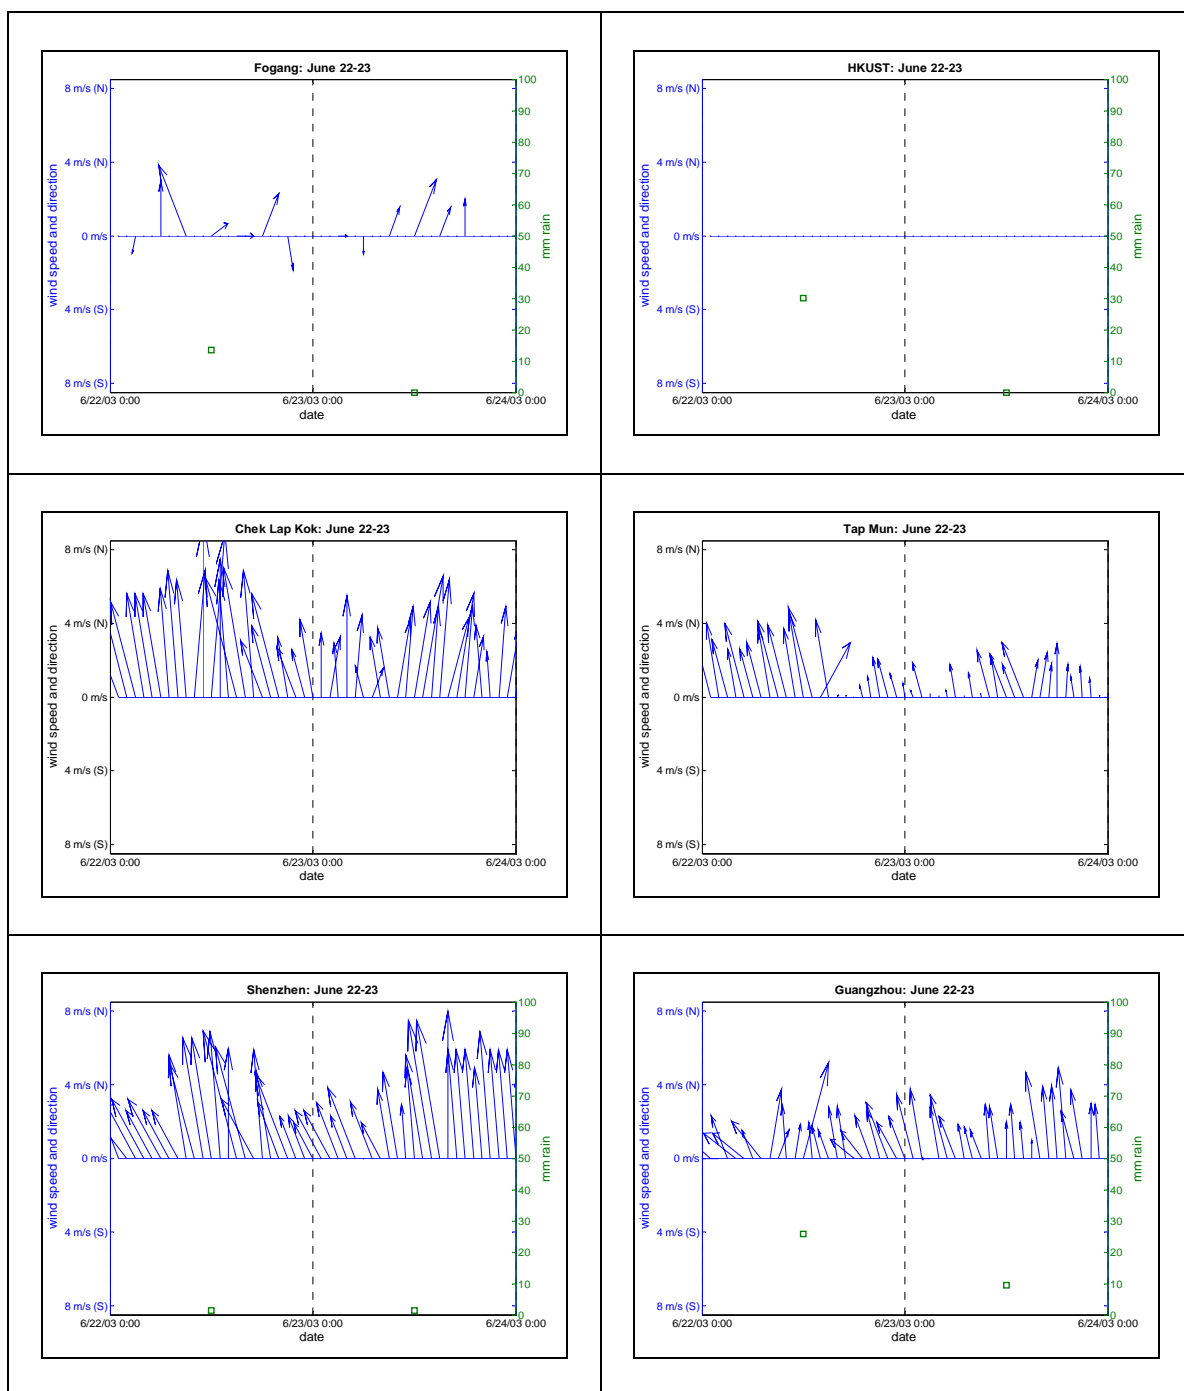 Fogang: June 22-23
wind speed and direction
8 m/s (N)
4 m/s (N)
0 m/s
4 m/s (S)
8 m/s (S)
100
90
80
70
60
50
40
30
20
10
0
mm rain
6/22/03 0:00 6/23/03 0:00 6/24/03 0:00
date
HKUST: June 22-23
wind speed and direction
8 m/s (N)
4 m/s (N)
0 m/s
4 m/s (S)
8 m/s (S)
100
90
80
70
60
50
40
30
20
10
0
mm rain
6/22/03 0:00 6/23/03 0:00 6/24/03 0:00
date
Chek Lap Kok: June 22-23
wind speed and direction
8 m/s (N)
4 m/s (N)
0 m/s
4 m/s (S)
8 m/s (S)
6/22/03 0:00 6/23/03 0:00 6/24/03 0:00
date
Tap Mun: June 22-23
wind speed and direction
8 m/s (N)
4 m/s (N)
0 m/s
4 m/s (S)
8 m/s (S)
6/22/03 0:00 6/23/03 0:00 6/24/03 0:00
date
Shenzhen: June 22-23
wind speed and direction
8 m/s (N)
4 m/s (N)
0 m/s
4 m/s (S)
8 m/s (S)
100
90
80
70
60
50
40
30
20
10
0
mm rain
6/22/03 0:00 6/23/03 0:00 6/24/03 0:00
date
Guangzhou: June 22-23
wind speed and direction
8 m/s (N)
4 m/s (N)
0 m/s
4 m/s (S)
8 m/s (S)
100
90
80
70
60
50
40
30
20
10
0
mm rain
6/22/03 0:00 6/23/03 0:00 6/24/03 0:00
date